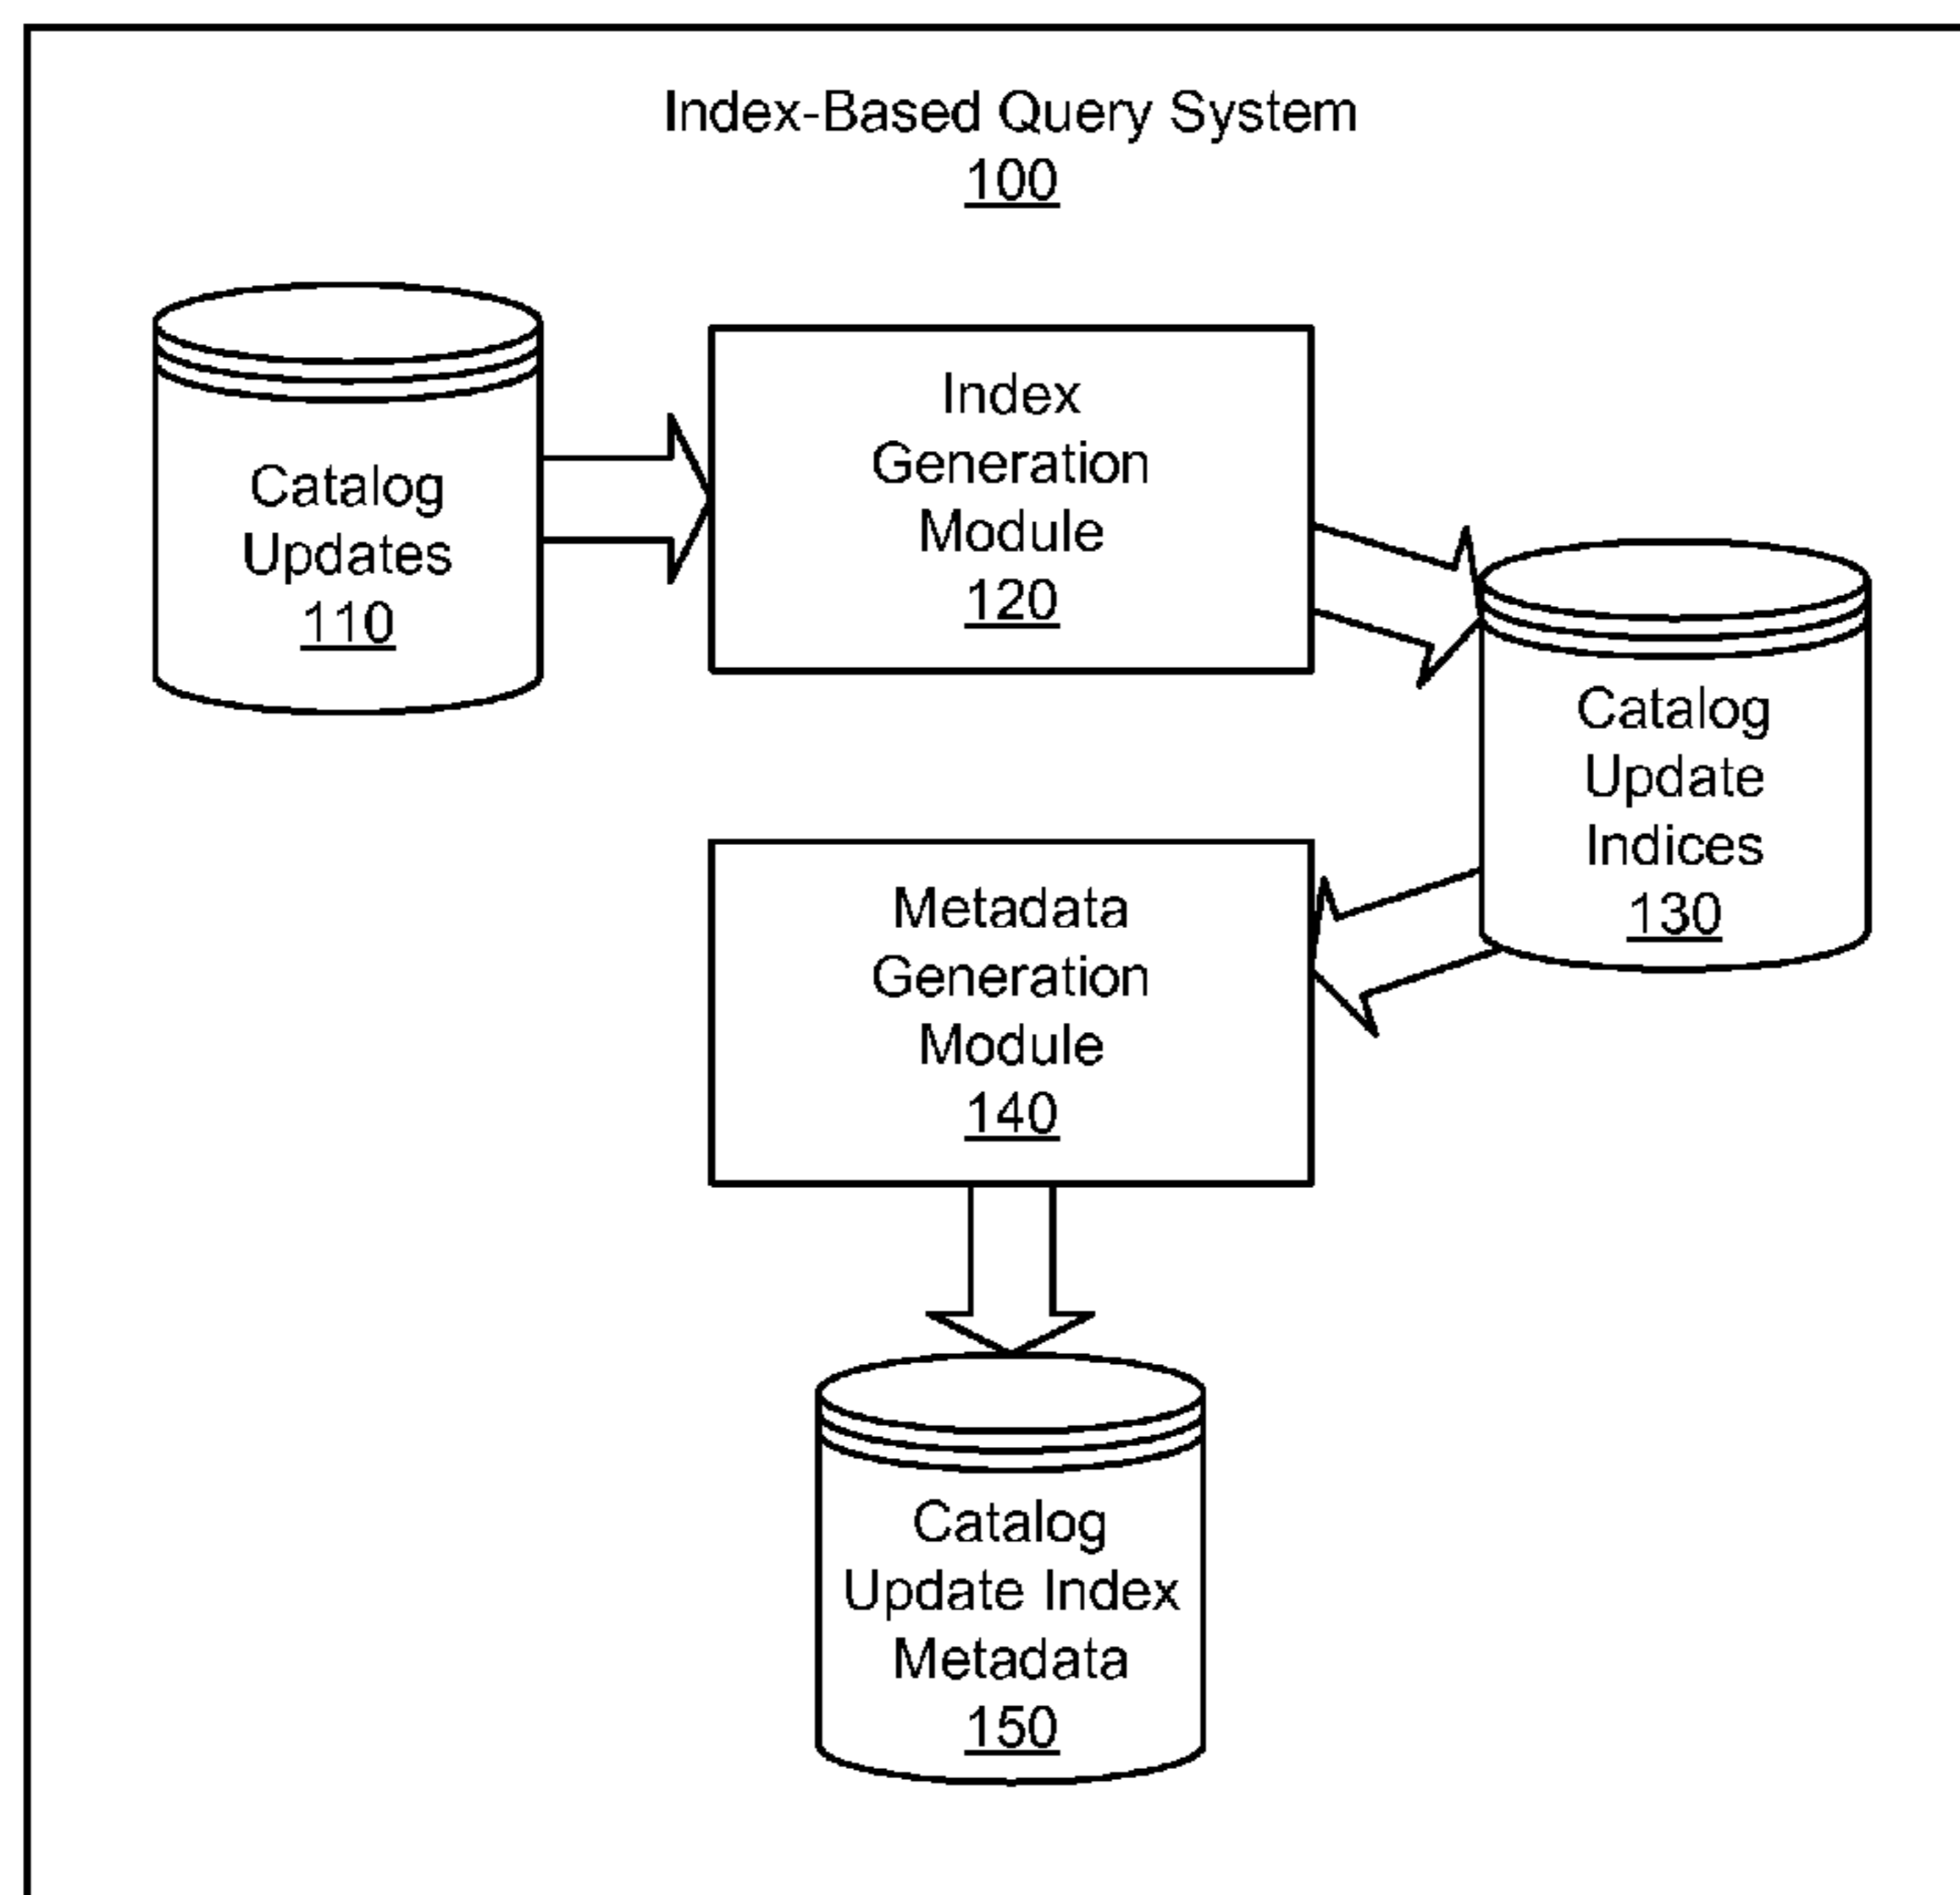 Index-Based Query System
100
Catalog
Updates
110
Index
Generation
Module
120
Catalog
Update
Indices
130
Metadata
Generation
Module
140
Catalog
Update Index
Metadata
150